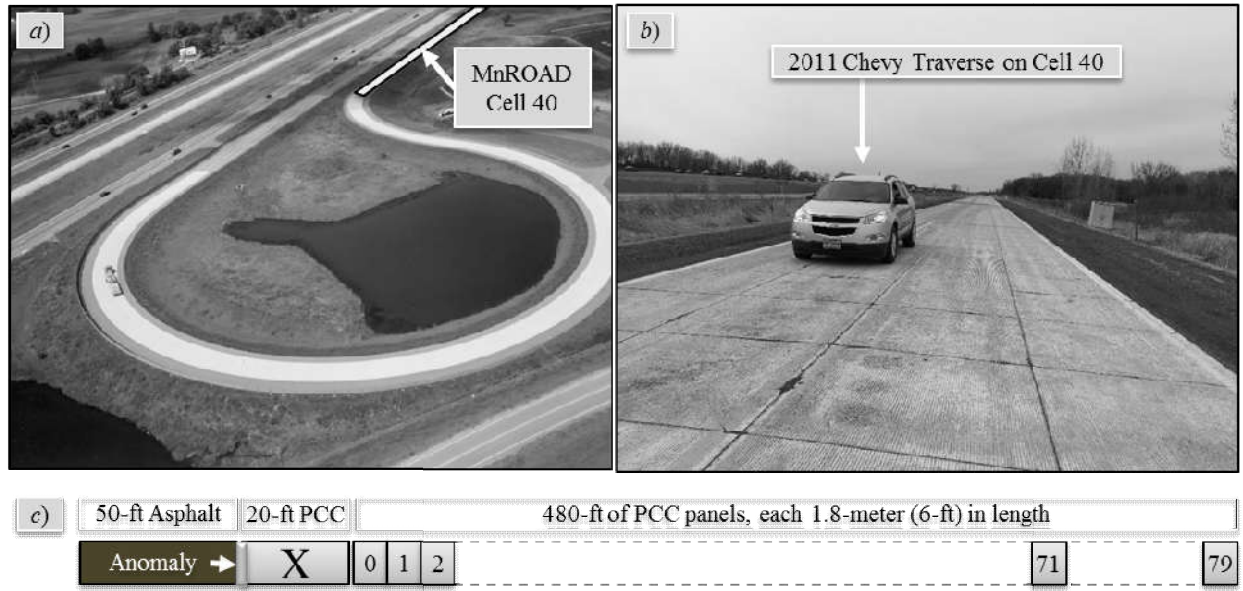 a)
MnROAD
Cell 40
b)
2011 Chevy Traverse on Cell 40
c)
50-ft Asphalt
20-ft PCC
480-ft of PCC panels, each 1.8-meter (6-ft) in length
Anomaly
X
0
1
2
71
79